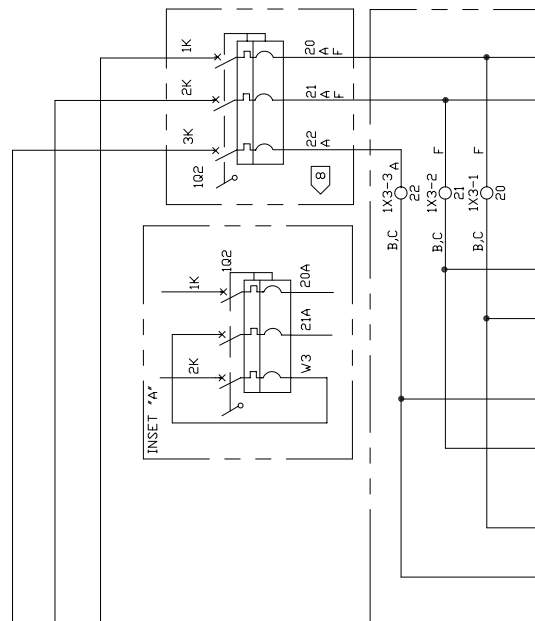 1K
20
A
F
2K
21
A
F
3K
22
A
1Q2
8
1X3-3
A
22
B,C
1X3-2
F
21
B,C
1X3-1
F
20
B,C
1Q2
1K
20A
21A
2K
W3
INSET "A"